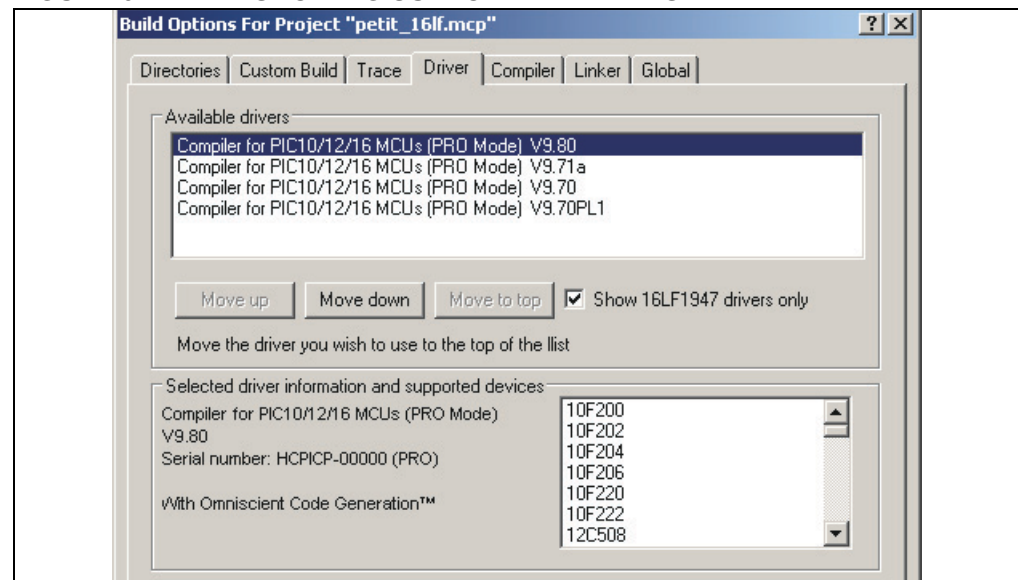 Build Options For Project "petit_16lf.mcp"
Directories Custom Build Trace Driver Compiler Linker Global
Available drivers
Compiler for PIC10/12/16 MCUs (PRO Mode) V9.80
Compiler for PIC10/12/16 MCUs (PRO Mode) V9.71a
Compiler for PIC10/12/16 MCUs (PRO Mode) V9.70
Compiler for PIC10/12/16 MCUs (PRO Mode) V9.70PL1
Move up Move down Move to top Show 16LF1947 drivers only
Move the driver you wish to use to the top of the llist
Selected driver information and supported devices
Compiler for PIC10/12/16 MCUs (PRO Mode)
V9.80
Serial number: HCPICP-00000 (PRO)
With Omniscient Code Generation™
10F200
10F202
10F204
10F206
10F220
10F222
12C508